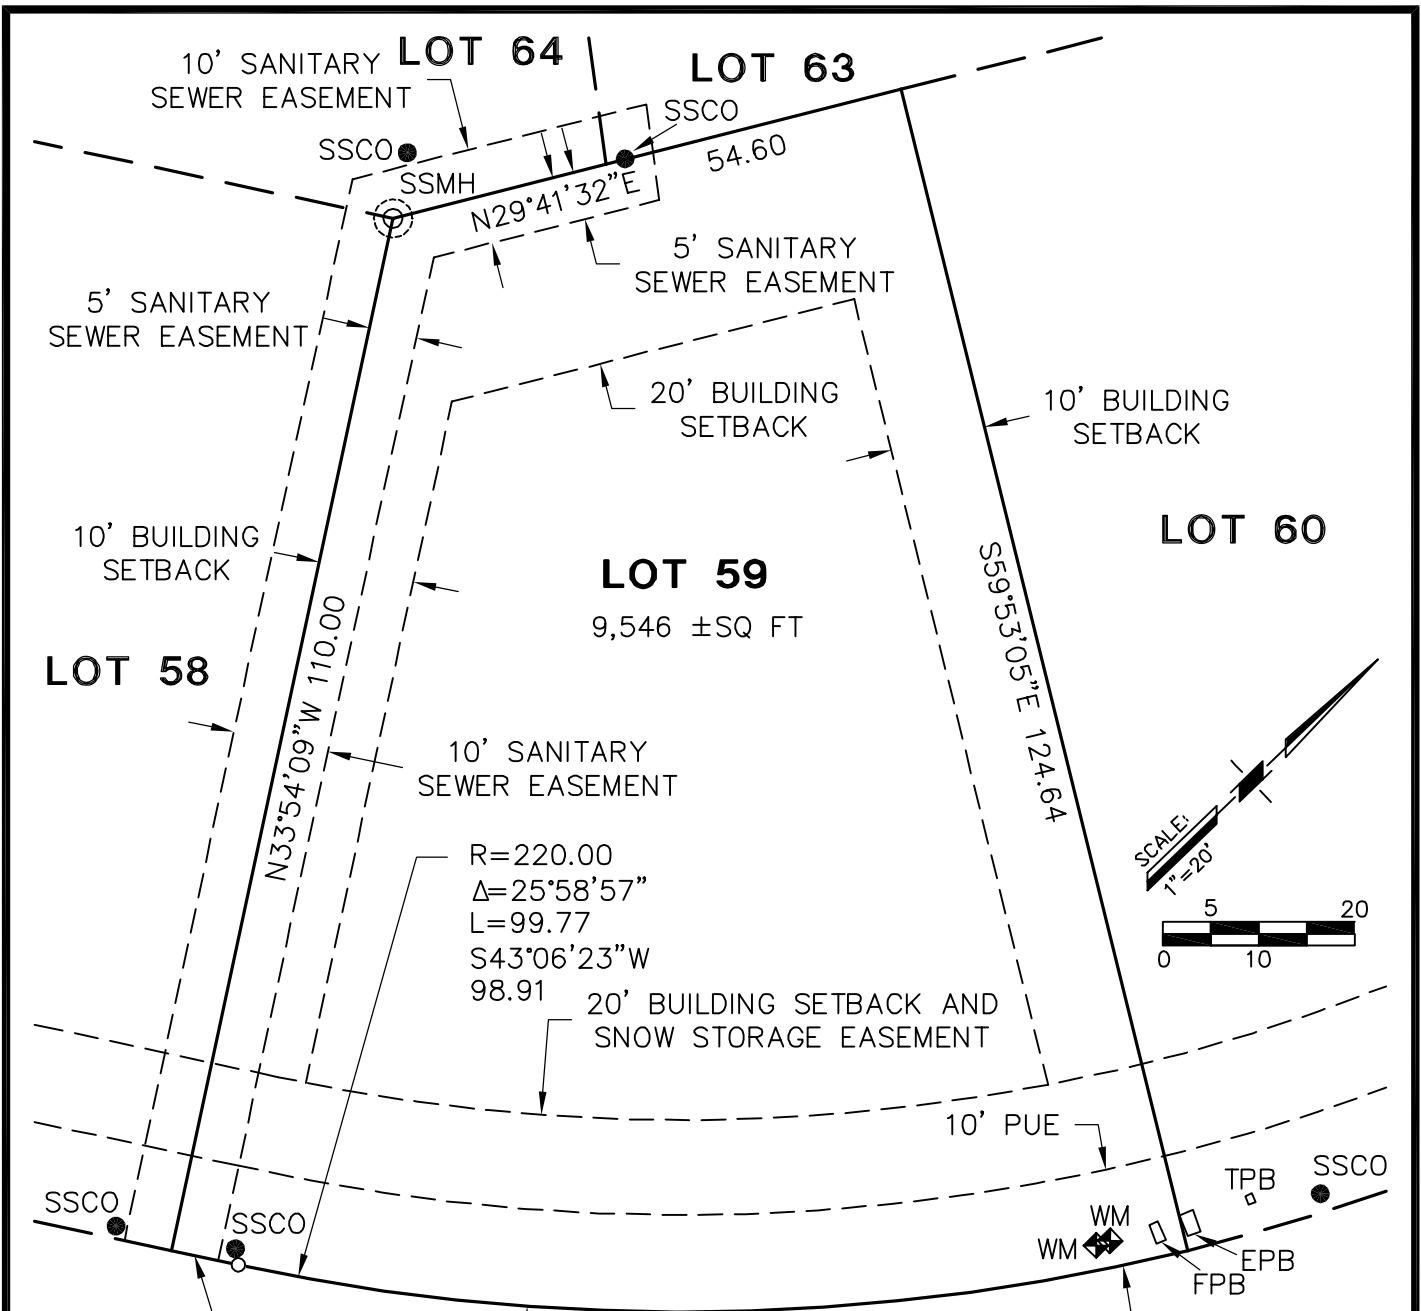 10' SANITARY
SEWER EASEMENT
LOT 64
LOT 63
SSCO
SSCO
SSMH
54.60
N29°41'32"E
5' SANITARY
SEWER EASEMENT
5' SANITARY
SEWER EASEMENT
20' BUILDING
SETBACK
10' BUILDING
SETBACK
10' BUILDING
SETBACK
LOT 60
LOT 59
9,546 ±SQ FT
S59°53'05"E 124.64
N33°54'09"W 110.00
LOT 58
10' SANITARY
SEWER EASEMENT
SCALE:
1"=20'
R=220.00
Δ=25°58'57"
L=99.77
S43°06'23"W
98.91
5 20
0 10
20' BUILDING SETBACK AND
SNOW STORAGE EASEMENT
10' PUE
SSCO
SSCO
TPB
SSCO
WM
WM
EPB
FPB